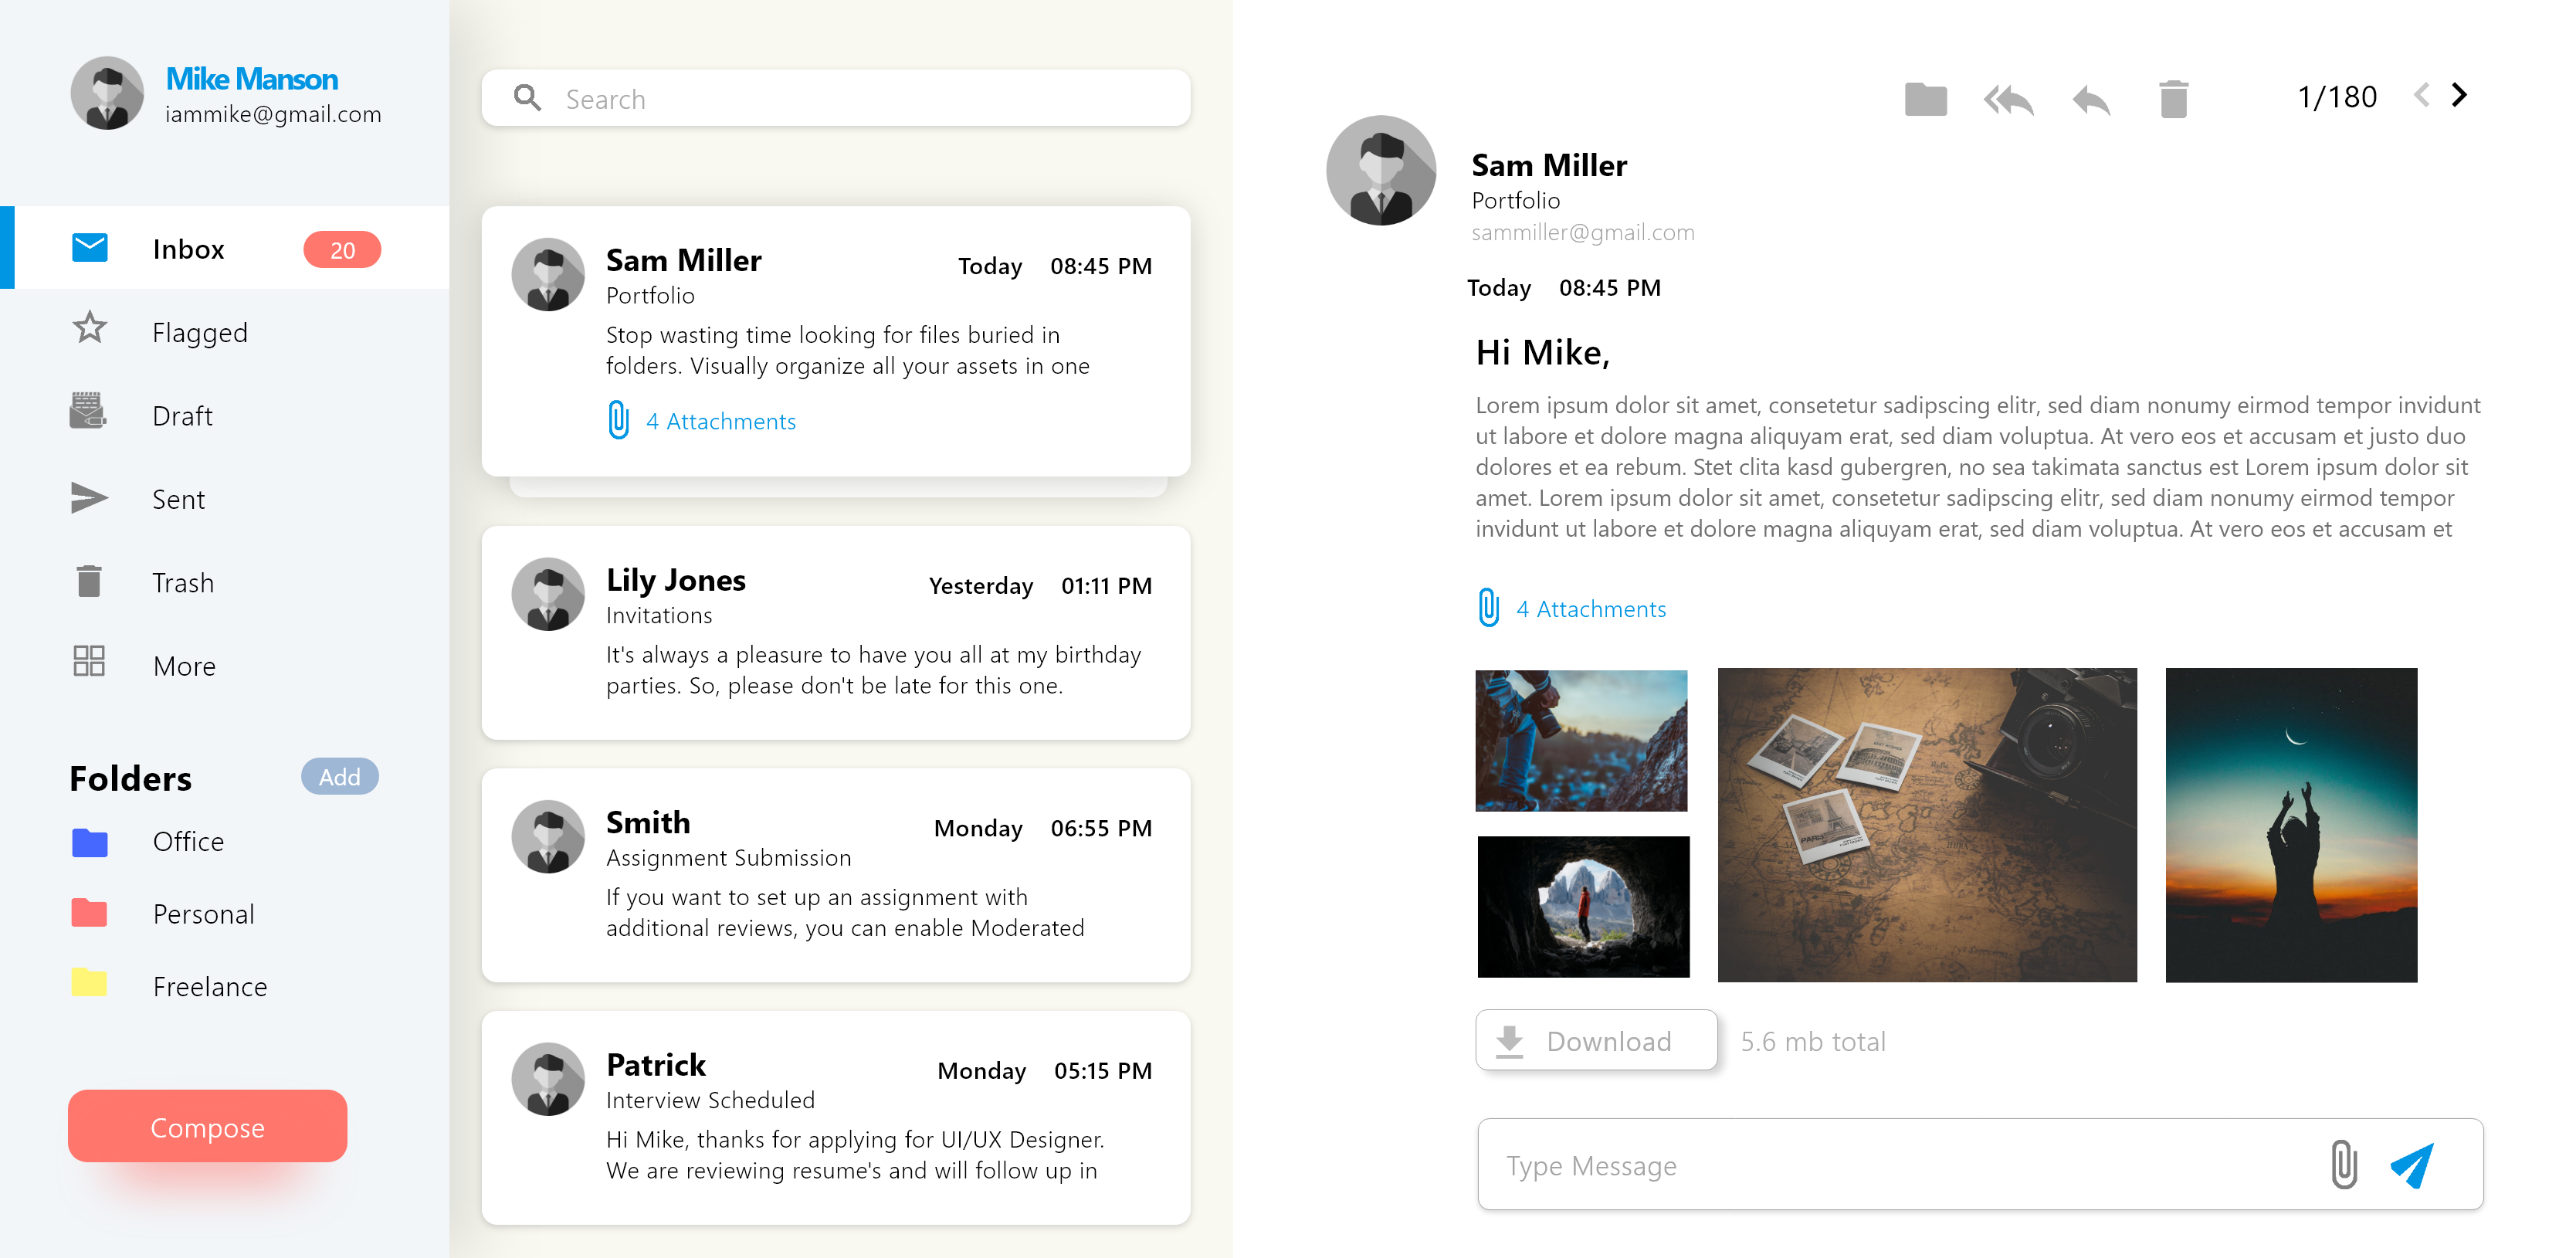 Mike Manson
iammike@gmail.com
Inbox
20
Flagged
Draft
Sent
Trash
More
Folders
Add
Office
Personal
Freelance
Compose
Search
Sam Miller
Today 08:45 PM
Portfolio
Stop wasting time looking for files buried in
folders. Visually organize all your assets in one
4 Attachments
Lily Jones
Yesterday 01:11 PM
Invitations
It's always a pleasure to have you all at my birthday
parties. So, please don't be late for this one.
Smith
Monday 06:55 PM
Assignment Submission
If you want to set up an assignment with
additional reviews, you can enable Moderated
Patrick
Monday 05:15 PM
Interview Scheduled
Hi Mike, thanks for applying for UI/UX Designer.
We are reviewing resume's and will follow up in
1/180
Sam Miller
Portfolio
sammiller@gmail.com
Today 08:45 PM
Hi Mike,
Lorem ipsum dolor sit amet, consetetur sadipscing elitr, sed diam nonumy eirmod tempor invidunt
ut labore et dolore magna aliquyam erat, sed diam voluptua. At vero eos et accusam et justo duo
dolores et ea rebum. Stet clita kasd gubergren, no sea takimata sanctus est Lorem ipsum dolor sit
amet. Lorem ipsum dolor sit amet, consetetur sadipscing elitr, sed diam nonumy eirmod tempor
invidunt ut labore et dolore magna aliquyam erat, sed diam voluptua. At vero eos et accusam et
4 Attachments
PARIS
Download
5.6 mb total
Type Message